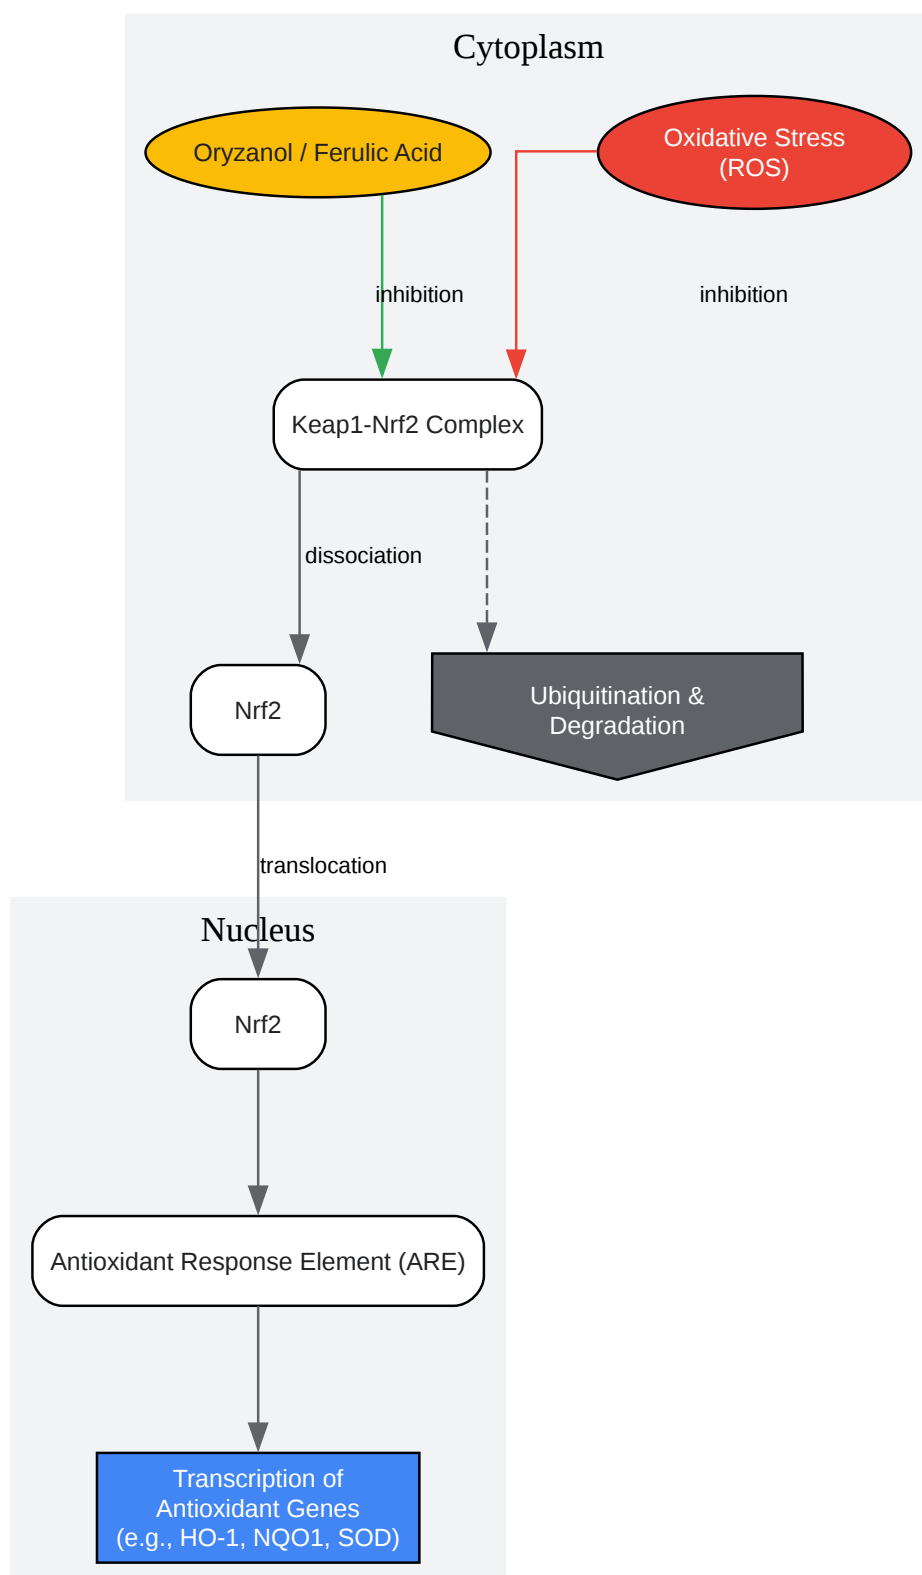 Cytoplasm
Oryzanol / Ferulic Acid
Oxidative Stress
(ROS)
inhibition
inhibition
Keap1-Nrf2 Complex
dissociation
Nrf2
Ubiquitination &
Degradation
translocation
Nucleus
Nrf2
Antioxidant Response Element (ARE)
Transcription of
Antioxidant Genes
(e.g., HO-1, NQO1, SOD)